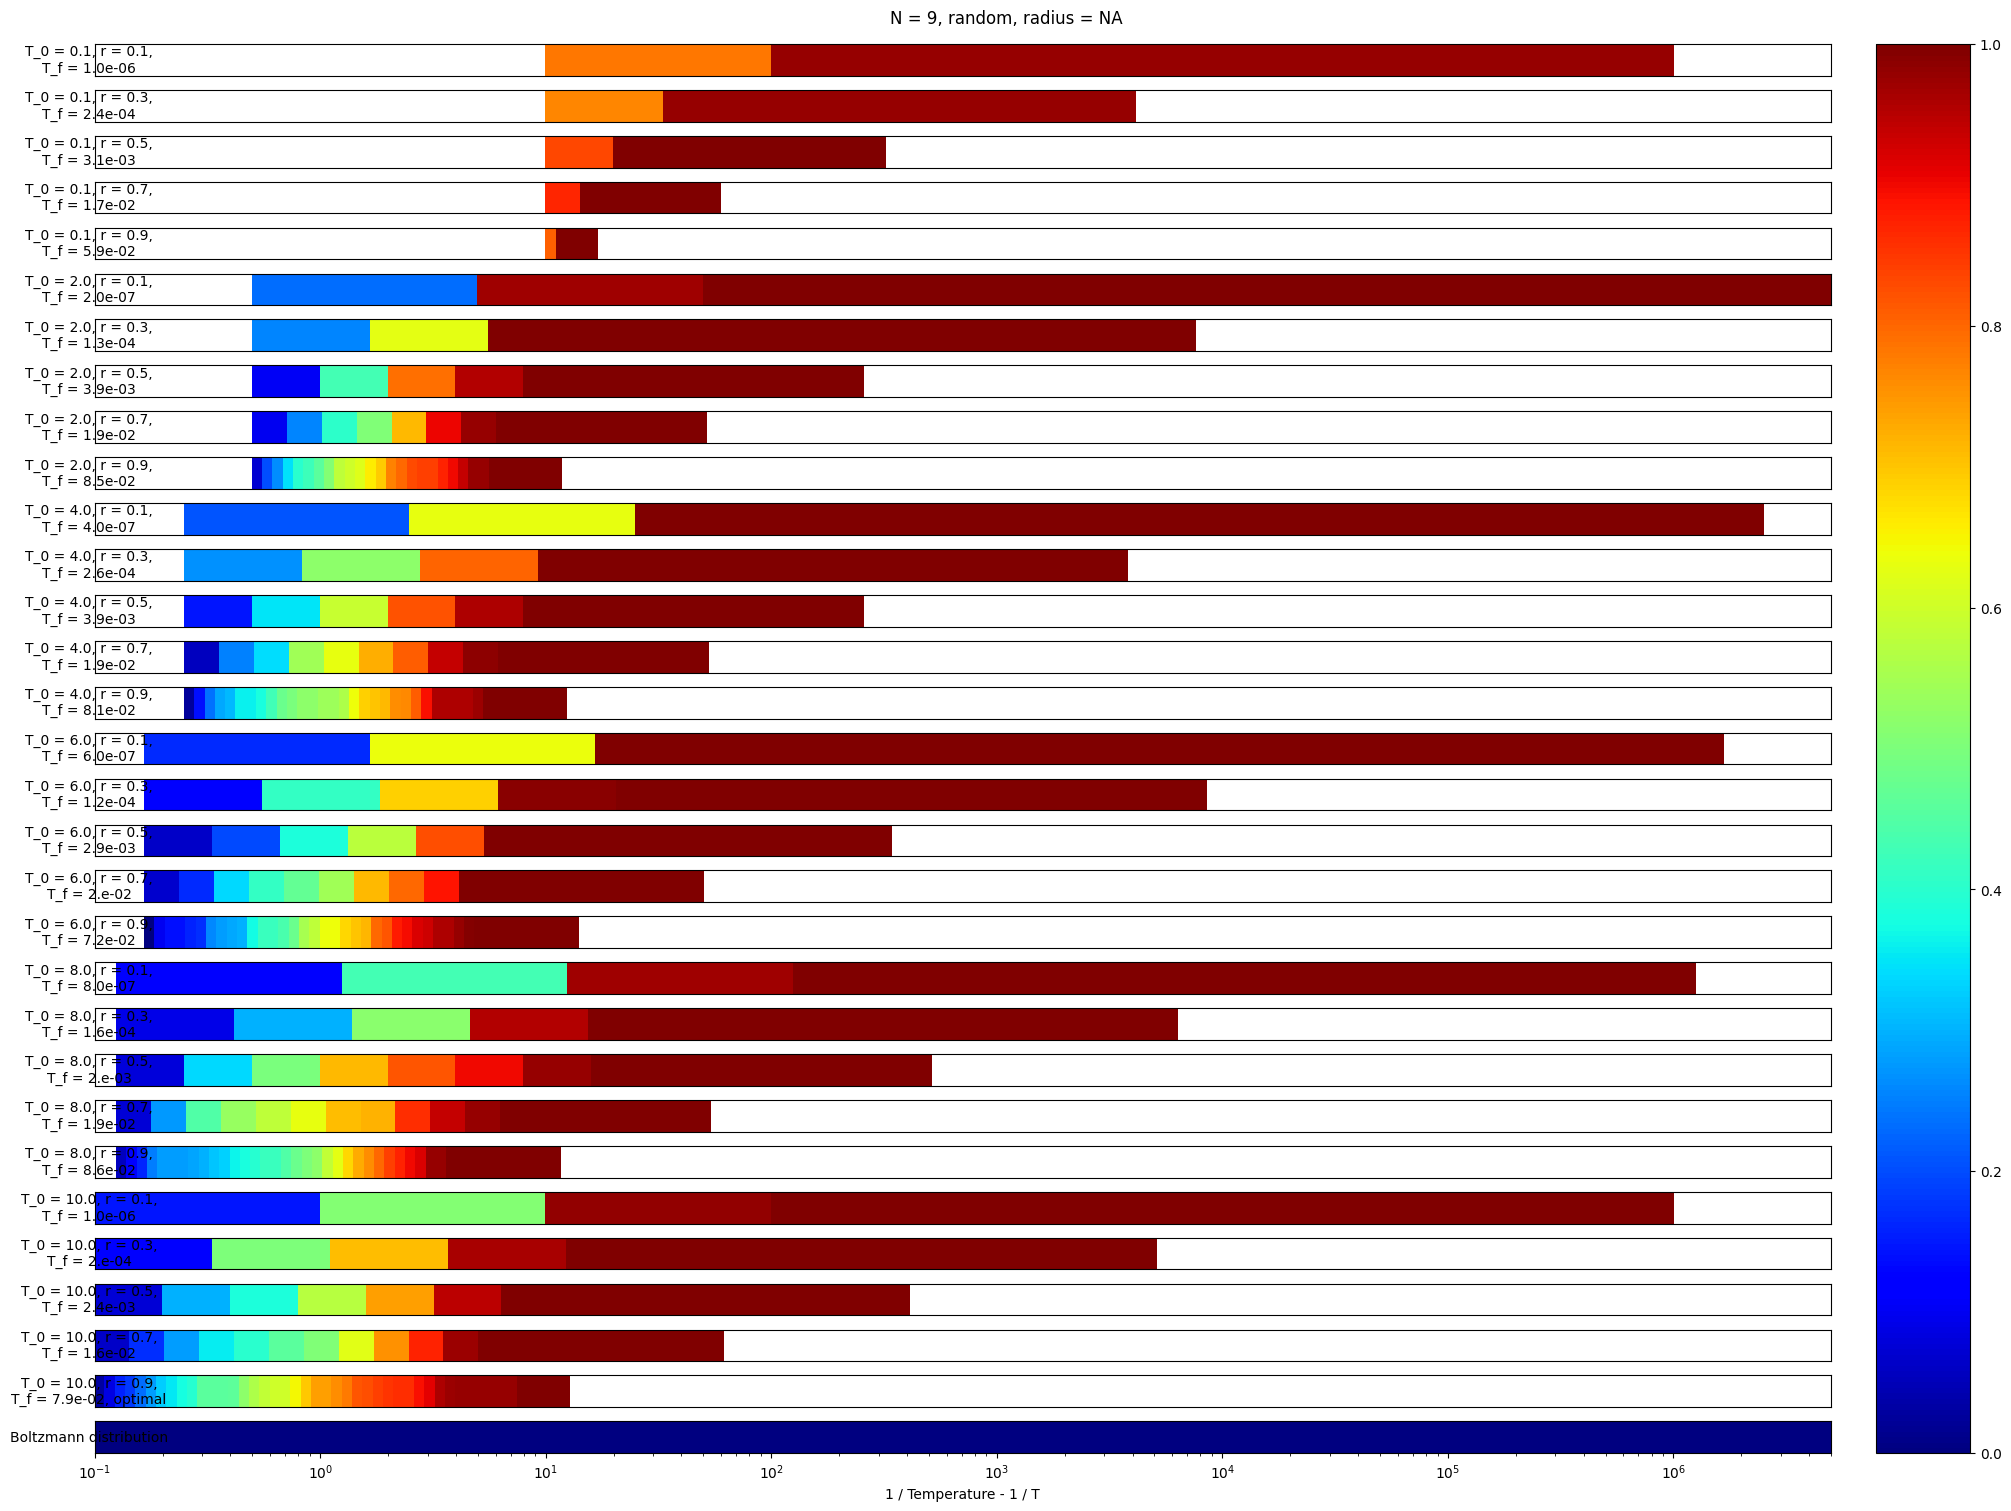 N = 9, random, radius = NA
T_0 = 0.1, r = 0.1,
T_f = 1.0e-06
T_0 = 0.1, r = 0.3,
T_f = 2.4e-04
T_0 = 0.1, r = 0.5,
T_f = 3.1e-03
T_0 = 0.1, r = 0.7,
T_f = 1.7e-02
T_0 = 0.1, r = 0.9,
T_f = 5.9e-02
T_0 = 2.0, r = 0.1,
T_f = 2.0e-07
T_0 = 2.0, r = 0.3,
T_f = 1.3e-04
T_0 = 2.0, r = 0.5,
T_f = 3.9e-03
T_0 = 2.0, r = 0.7,
T_f = 1.9e-02
T_0 = 2.0, r = 0.9,
T_f = 8.5e-02
T_0 = 4.0, r = 0.1,
T_f = 4.0e-07
T_0 = 4.0, r = 0.3,
T_f = 2.6e-04
T_0 = 4.0, r = 0.5,
T_f = 3.9e-03
T_0 = 4.0, r = 0.7,
T_f = 1.9e-02
T_0 = 4.0, r = 0.9,
T_f = 8.1e-02
T_0 = 6.0, r = 0.1,
T_f = 6.0e-07
T_0 = 6.0, r = 0.3,
T_f = 1.2e-04
T_0 = 6.0, r = 0.5,
T_f = 2.9e-03
T_0 = 6.0, r = 0.7,
T_f = 2.e-02
T_0 = 6.0, r = 0.9,
T_f = 7.2e-02
T_0 = 8.0, r = 0.1,
T_f = 8.0e-07
T_0 = 8.0, r = 0.3,
T_f = 1.6e-04
T_0 = 8.0, r = 0.5,
T_f = 2.e-03
T_0 = 8.0, r = 0.7,
T_f = 1.9e-02
T_0 = 8.0, r = 0.9,
T_f = 8.6e-02
T_0 = 10.0, r = 0.1,
T_f = 1.0e-06
T_0 = 10.0, r = 0.3,
T_f = 2.e-04
T_0 = 10.0, r = 0.5,
T_f = 2.4e-03
T_0 = 10.0, r = 0.7,
T_f = 1.6e-02
T_0 = 10.0, r = 0.9,
T_f = 7.9e-02, optimal
Boltzmann distribution
10⁻¹ 10⁰ 10¹ 10² 10³ 10⁴ 10⁵ 10⁶
1 / Temperature - 1 / T
1.0
0.8
0.6
0.4
0.2
0.0